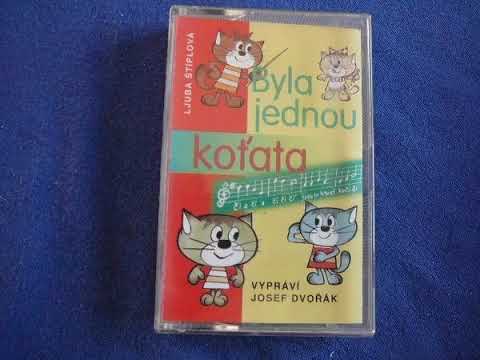 LJUBA ŠTÍPLOVÁ
Byla
jednou
koťata
VYPRÁVÍ
JOSEF DVOŘÁK